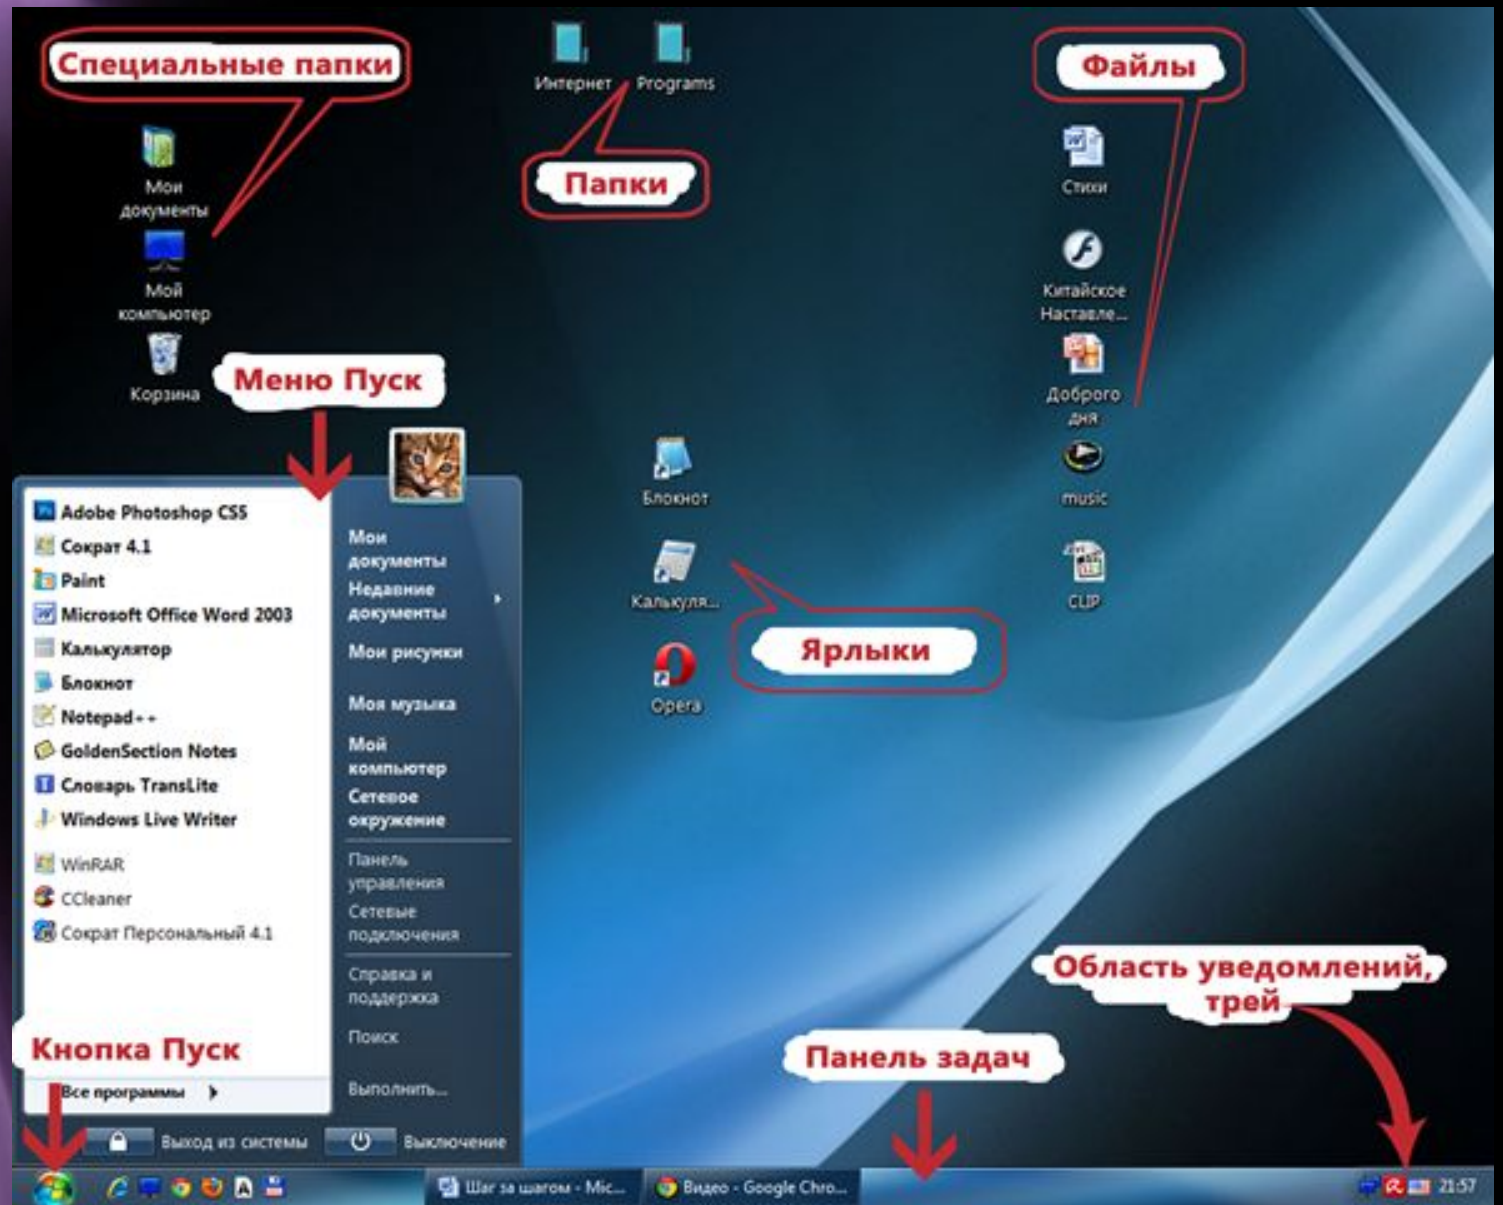 Специальные папки
Интернет
Programs
Файлы
Папки
Мои
документы
Мой
компьютер
Корзина
Стихи
Китайское
Наставле...
Доброго
дня
music
CLIP
Меню Пуск
Блокнот
Калькуля...
Opera
Ярлыки
Adobe Photoshop CS5
Сократ 4.1
Paint
Microsoft Office Word 2003
Калькулятор
Блокнот
Notepad++
GoldenSection Notes
Словарь TransLite
Windows Live Writer
WinRAR
CCleaner
Сократ Персональный 4.1
Кнопка Пуск
Все программы
Мои
документы
Недавние
документы
Мои рисунки
Моя музыка
Мой
компьютер
Сетевое
окружение
Панель
управления
Сетевые
подключения
Справка и
поддержка
Поиск
Выполнить...
Выход из системы
Выключение
Область уведомлений,
трей
Панель задач
A
Шаг за шагом - Mic...
Видео - Google Chro...
21:57